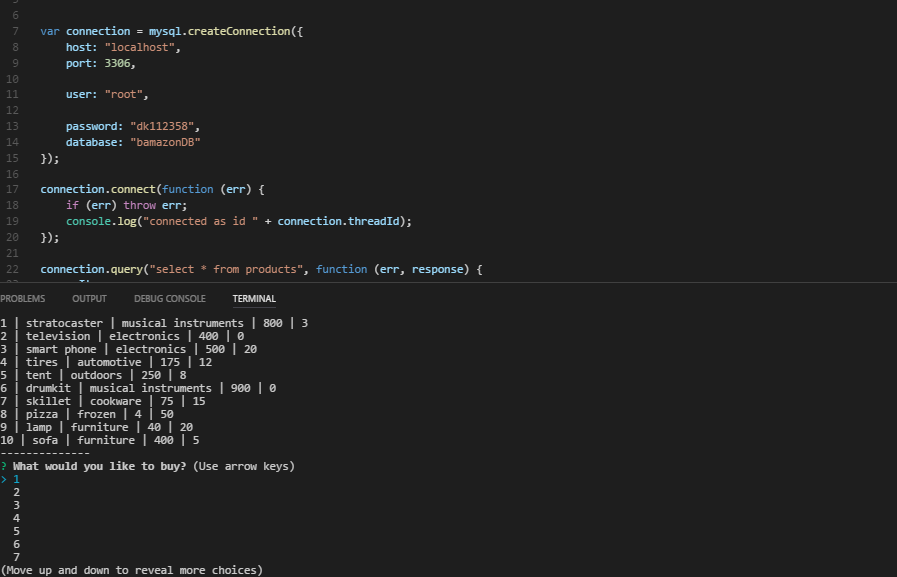 6
7 var connection = mysql.createConnection({
8 host: "localhost",
9 port: 3306,
10
11 user: "root",
12
13 password: "dk112358",
14 database: "bamazonDB"
15 });
16
17 connection.connect(function (err) {
18 if (err) throw err;
19 console.log("connected as id " + connection.threadId);
20 });
21
22 connection.query("select * from products", function (err, response) {
PROBLEMS OUTPUT DEBUG CONSOLE TERMINAL
1 | stratocaster | musical instruments | 800 | 3
2 | television | electronics | 400 | 0
3 | smart phone | electronics | 500 | 20
4 | tires | automotive | 175 | 12
5 | tent | outdoors | 250 | 8
6 | drumkit | musical instruments | 900 | 0
7 | skillet | cookware | 75 | 15
8 | pizza | frozen | 4 | 50
9 | lamp | furniture | 40 | 20
10 | sofa | furniture | 400 | 5
--------------
? What would you like to buy? (Use arrow keys)
> 1
2
3
4
5
6
7
(Move up and down to reveal more choices)